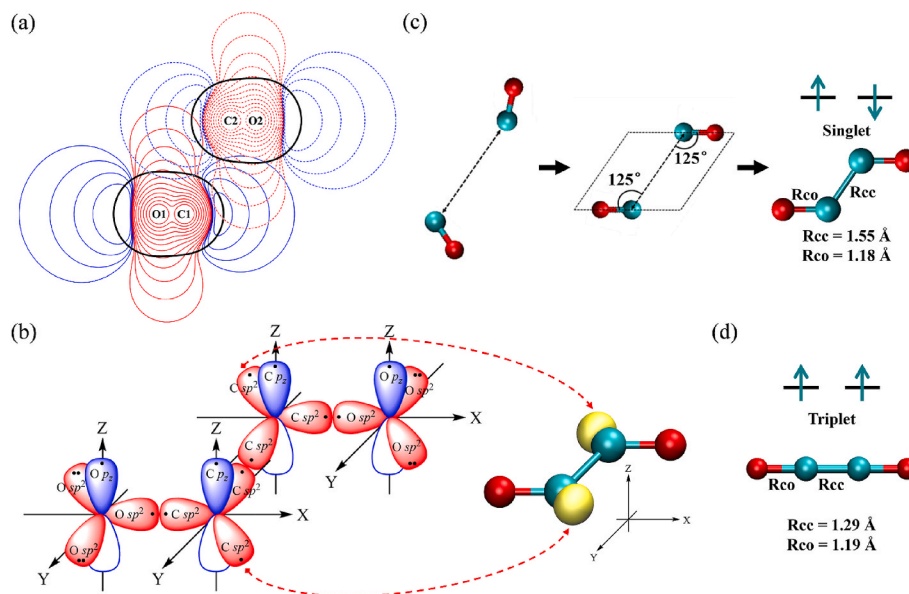 (a)
C2 O2
O1 C1
(b)
Z
Z
C sp²
C pz
O pz
O sp²
C sp² O sp²
X
C sp²
O sp²
Y
Z
Z
O sp²
O pz
C pz
C sp²
O sp² C sp²
X
O sp²
C sp²
Y
Y
Z
X
Y
(c)
125°
125°
Singlet
Rco
Rcc
Rcc = 1.55 Å
Rco = 1.18 Å
(d)
Triplet
Rco Rcc
Rcc = 1.29 Å
Rco = 1.19 Å